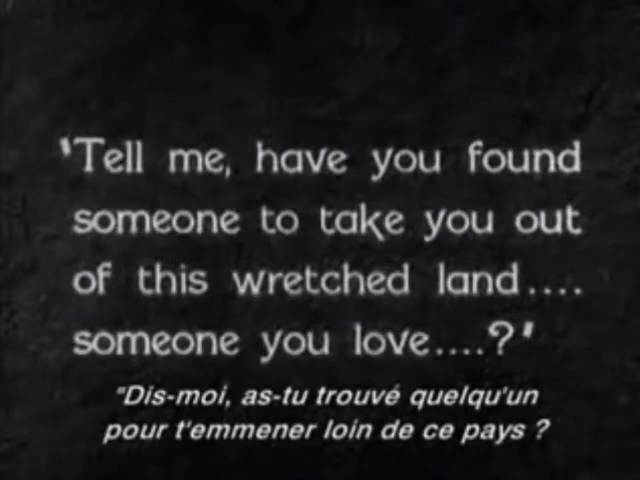 'Tell me, have you found
someone to take you out
of this wretched land....
someone you love....?'
"Dis-moi, as-tu trouvé quelqu'un
pour t'emmener loin de ce pays ?